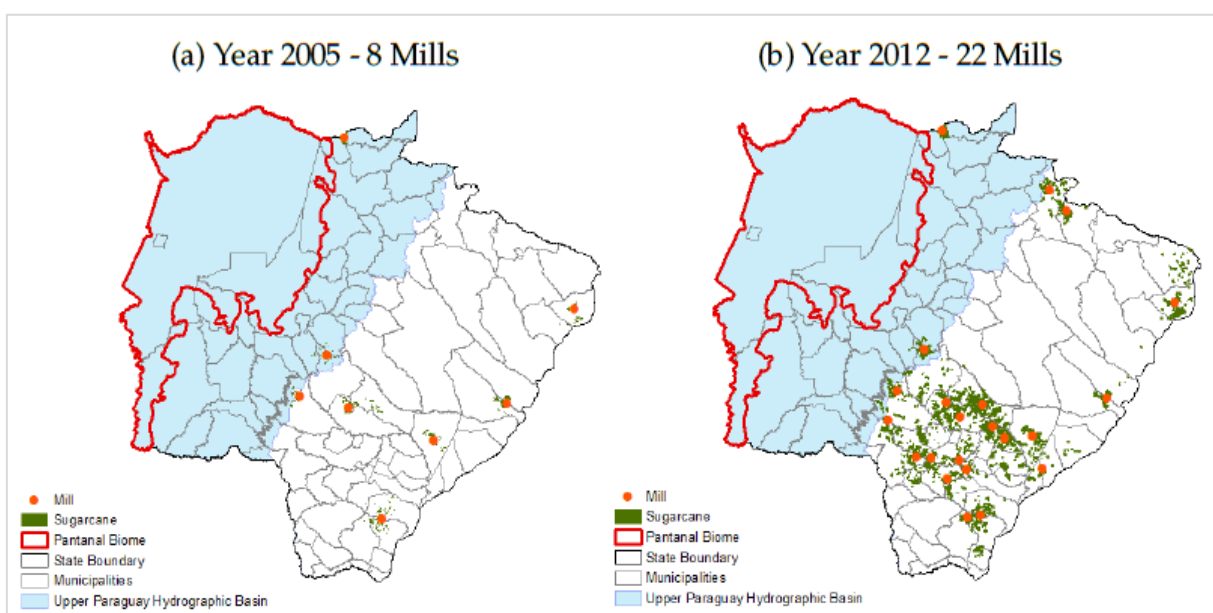 (a) Year 2005 - 8 Mills
Mill
Sugarcane
Pantanal Biome
State Boundary
Municipalities
Upper Paraguay Hydrographic Basin
(b) Year 2012 - 22 Mills
Mill
Sugarcane
Pantanal Biome
State Boundary
Municipalities
Upper Paraguay Hydrographic Basin